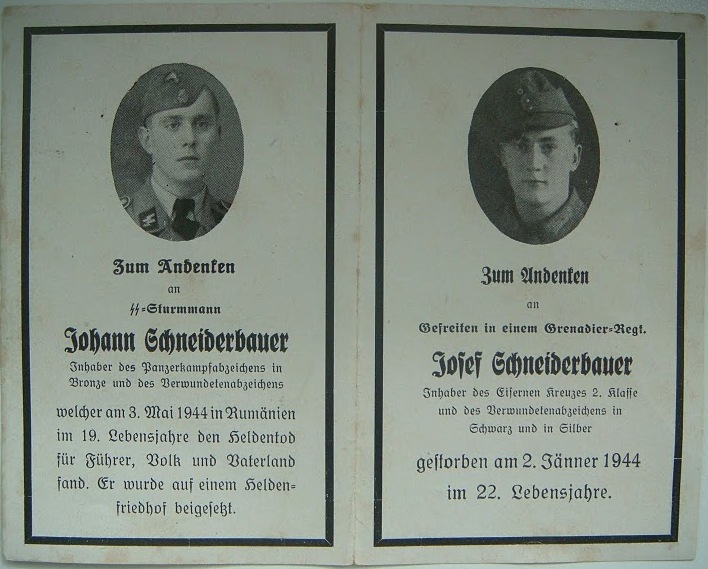 Zum Andenken
an
ϟϟ=Sturmmann
Johann Schneiderbauer
Inhaber des Panzerkampfabzeichens in
Bronze und des Verwundetenabzeichens
welcher am 3. Mai 1944 in Rumänien
im 19. Lebensjahre den Heldentod
für Führer, Volk und Vaterland
fand. Er wurde auf einem Helden=
friedhof beigesetzt.
Zum Andenken
an
Gefreiten in einem Grenadier=Regt.
Josef Schneiderbauer
Inhaber des Eisernen Kreuzes 2. Klasse
und des Verwundetenabzeichens in
Schwarz und in Silber
gestorben am 2. Jänner 1944
im 22. Lebensjahre.